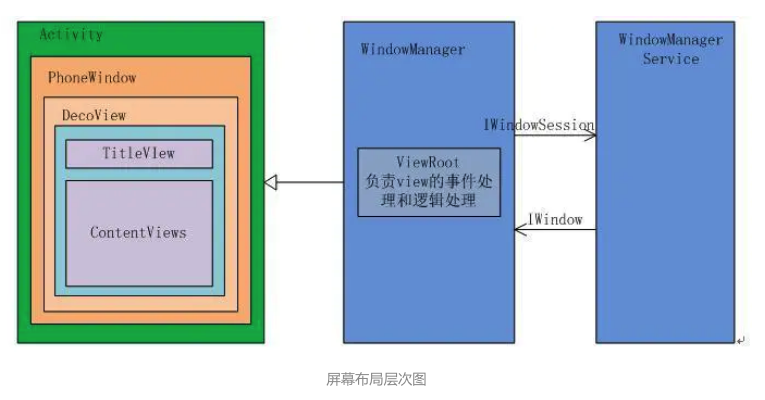 Activity
PhoneWindow
DecoView
TitleVIew
ContentViews
WindowManager
ViewRoot
负责view的事件处
理和逻辑处理
IWindowSession
IWindow
WindowManager
Service
屏幕布局层次图